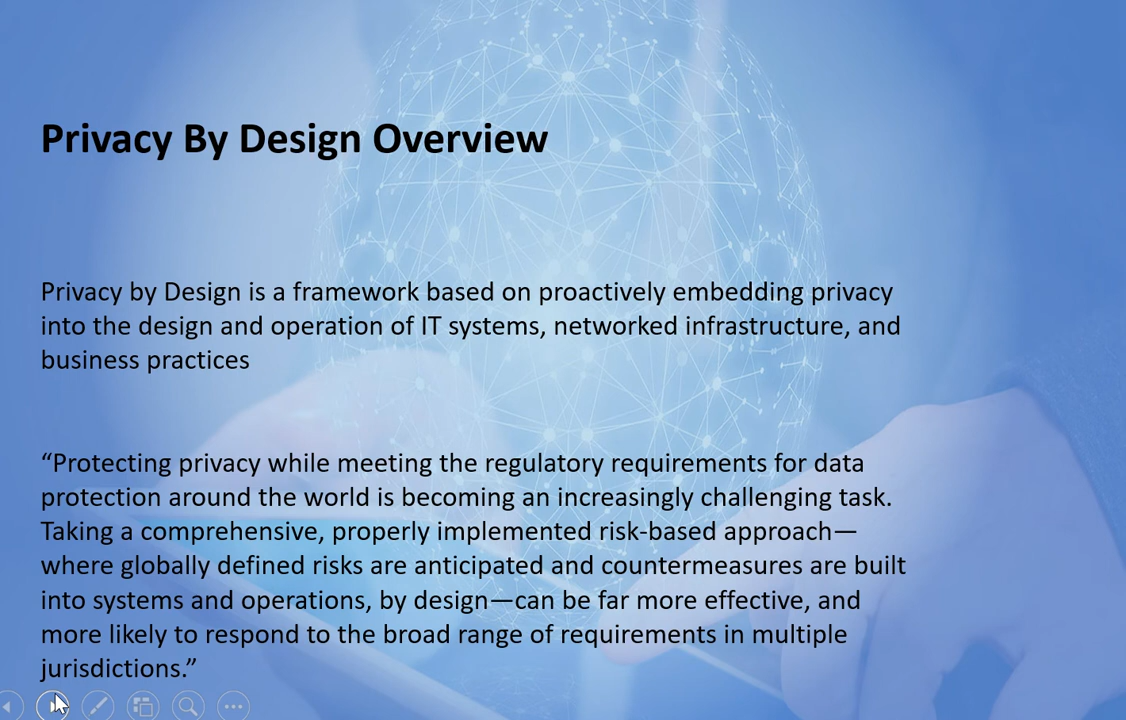 Privacy By Design Overview
Privacy by Design is a framework based on proactively embedding privacy
into the design and operation of IT systems, networked infrastructure, and
business practices
“Protecting privacy while meeting the regulatory requirements for data
protection around the world is becoming an increasingly challenging task.
Taking a comprehensive, properly implemented risk-based approach—
where globally defined risks are anticipated and countermeasures are built
into systems and operations, by design—can be far more effective, and
more likely to respond to the broad range of requirements in multiple
jurisdictions.”